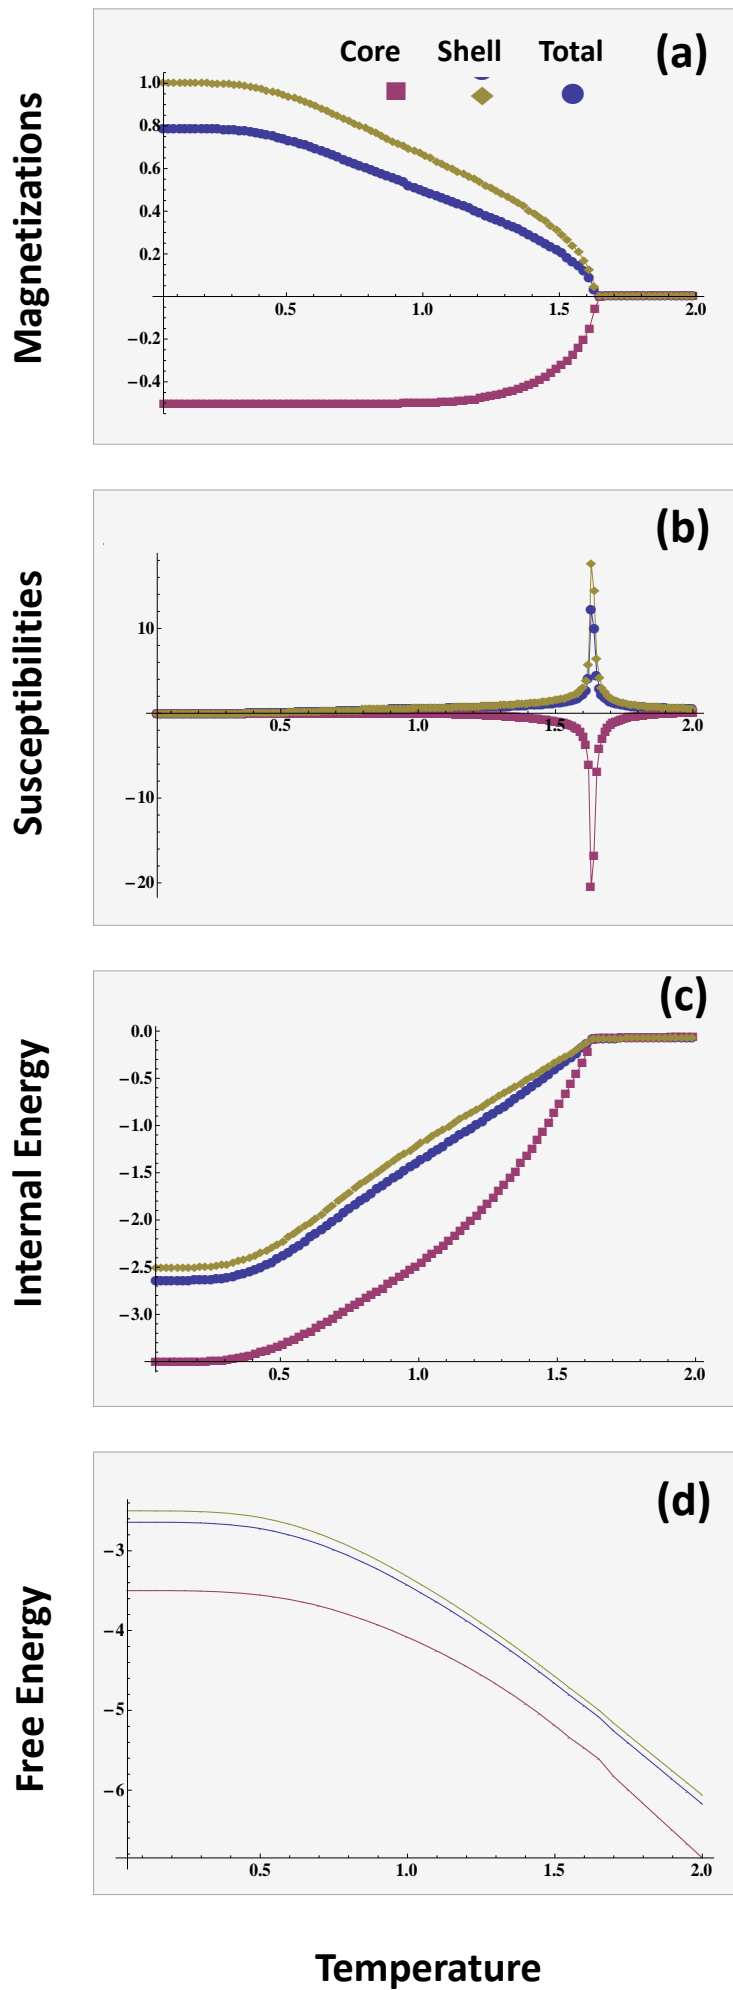 (a)
Core Shell Total
Magnetizations
1.0
0.8
0.6
0.4
0.2
−0.2
−0.4
0.5 1.0 1.5 2.0
(b)
Susceptibilities
10
−10
−20
0.5 1.0 1.5 2.0
(c)
Internal Energy
0.0
−0.5
−1.0
−1.5
−2.0
−2.5
−3.0
0.5 1.0 1.5 2.0
(d)
Free Energy
−3
−4
−5
−6
0.5 1.0 1.5 2.0
Temperature